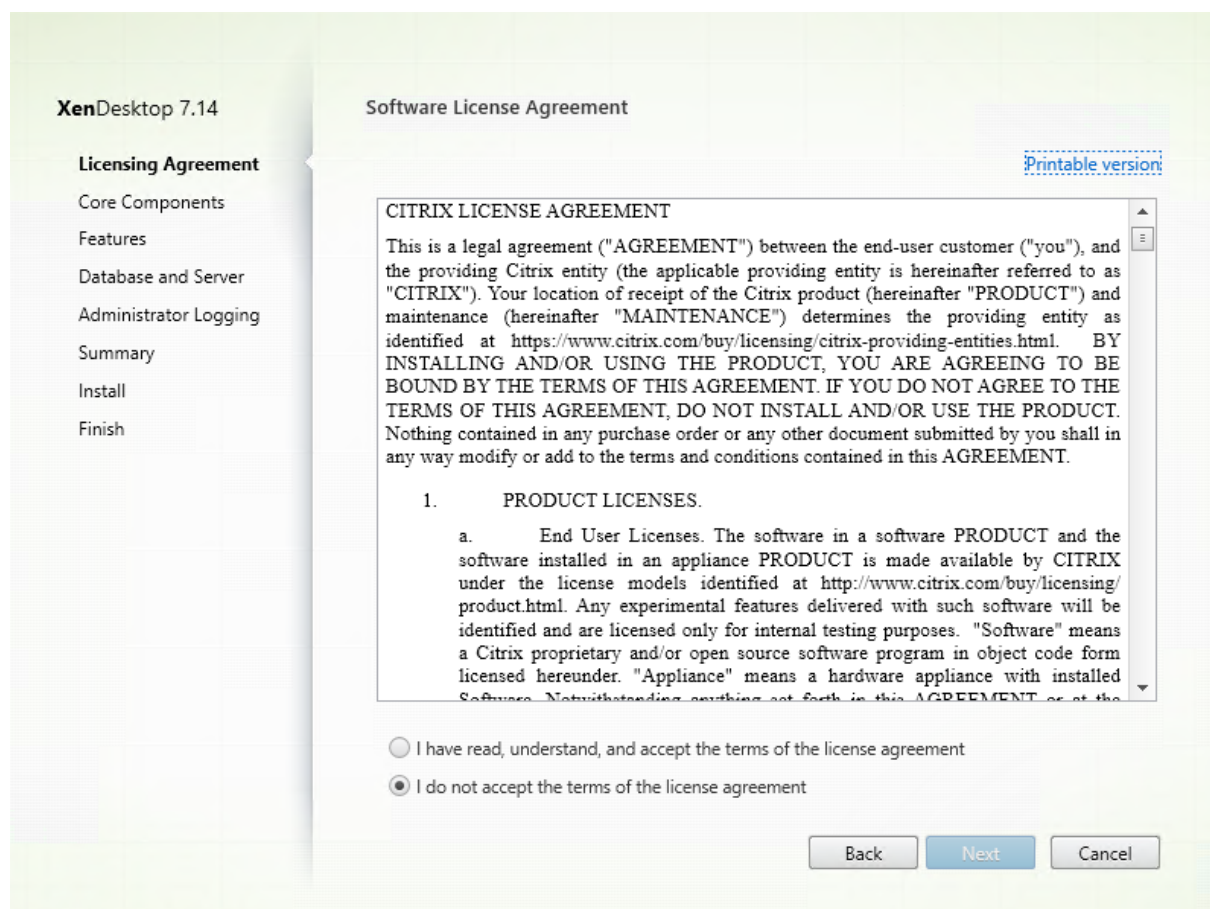 XenDesktop 7.14
Licensing Agreement
Core Components
Features
Database and Server
Administrator Logging
Summary
Install
Finish
Software License Agreement
Printable version
CITRIX LICENSE AGREEMENT
This is a legal agreement ("AGREEMENT") between the end-user customer ("you"), and
the providing Citrix entity (the applicable providing entity is hereinafter referred to as
"CITRIX"). Your location of receipt of the Citrix product (hereinafter "PRODUCT") and
maintenance (hereinafter "MAINTENANCE") determines the providing entity as
identified at https://www.citrix.com/buy/licensing/citrix-providing-entities.html. BY
INSTALLING AND/OR USING THE PRODUCT, YOU ARE AGREEING TO BE
BOUND BY THE TERMS OF THIS AGREEMENT. IF YOU DO NOT AGREE TO THE
TERMS OF THIS AGREEMENT, DO NOT INSTALL AND/OR USE THE PRODUCT.
Nothing contained in any purchase order or any other document submitted by you shall in
any way modify or add to the terms and conditions contained in this AGREEMENT.
1. PRODUCT LICENSES.
a. End User Licenses. The software in a software PRODUCT and the
software installed in an appliance PRODUCT is made available by CITRIX
under the license models identified at http://www.citrix.com/buy/licensing/
product.html. Any experimental features delivered with such software will be
identified and are licensed only for internal testing purposes. "Software" means
a Citrix proprietary and/or open source software program in object code form
licensed hereunder. "Appliance" means a hardware appliance with installed
Software. Notwithstanding anything set forth in this AGREEMENT or at the
I have read, understand, and accept the terms of the license agreement
I do not accept the terms of the license agreement
Back
Next
Cancel